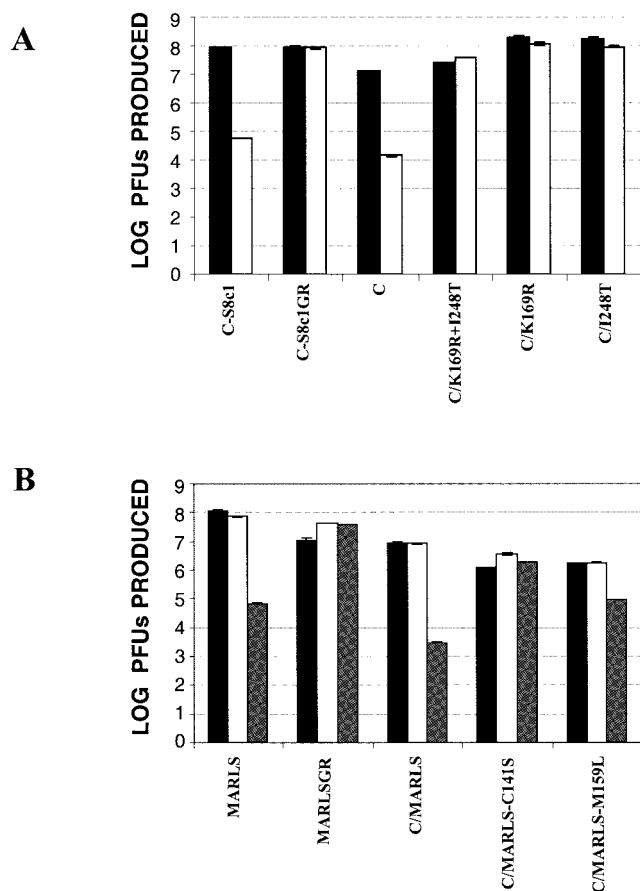 A
LOG PFUs PRODUCED
9
8
7
6
5
4
3
2
1
0
C-S8c1
C-S8c1GR
C
C/K169R+I248T
C/K169R
C/I248T
B
LOG PFUs PRODUCED
9
8
7
6
5
4
3
2
1
0
MARLS
MARLSGR
C/MARLS
C/MARLS-C141S
C/MARLS-M159L